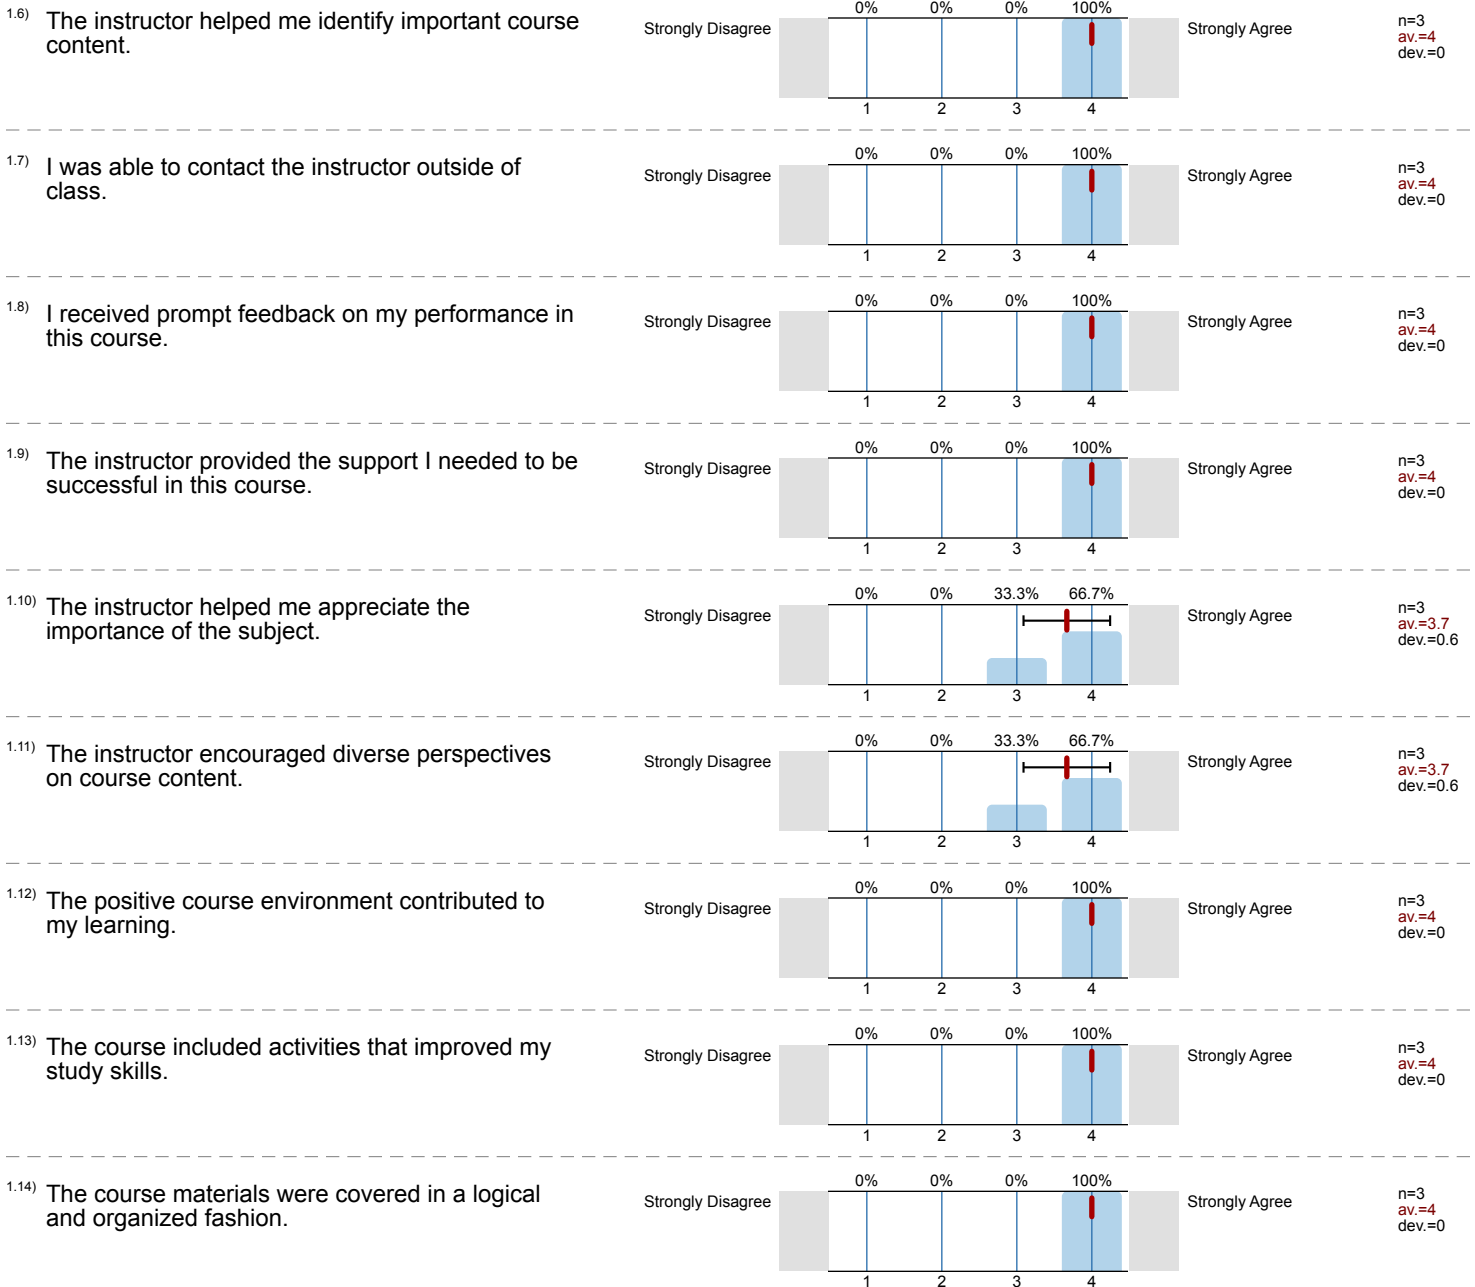 1.6) The instructor helped me identify important course
content.
Strongly Disagree
0% 0% 0% 100%
1 2 3 4
Strongly Agree
n=3
av.=4
dev.=0
1.7) I was able to contact the instructor outside of
class.
Strongly Disagree
0% 0% 0% 100%
1 2 3 4
Strongly Agree
n=3
av.=4
dev.=0
1.8) I received prompt feedback on my performance in
this course.
Strongly Disagree
0% 0% 0% 100%
1 2 3 4
Strongly Agree
n=3
av.=4
dev.=0
1.9) The instructor provided the support I needed to be
successful in this course.
Strongly Disagree
0% 0% 0% 100%
1 2 3 4
Strongly Agree
n=3
av.=4
dev.=0
1.10) The instructor helped me appreciate the
importance of the subject.
Strongly Disagree
0% 0% 33.3% 66.7%
1 2 3 4
Strongly Agree
n=3
av.=3.7
dev.=0.6
1.11) The instructor encouraged diverse perspectives
on course content.
Strongly Disagree
0% 0% 33.3% 66.7%
1 2 3 4
Strongly Agree
n=3
av.=3.7
dev.=0.6
1.12) The positive course environment contributed to
my learning.
Strongly Disagree
0% 0% 0% 100%
1 2 3 4
Strongly Agree
n=3
av.=4
dev.=0
1.13) The course included activities that improved my
study skills.
Strongly Disagree
0% 0% 0% 100%
1 2 3 4
Strongly Agree
n=3
av.=4
dev.=0
1.14) The course materials were covered in a logical
and organized fashion.
Strongly Disagree
0% 0% 0% 100%
1 2 3 4
Strongly Agree
n=3
av.=4
dev.=0